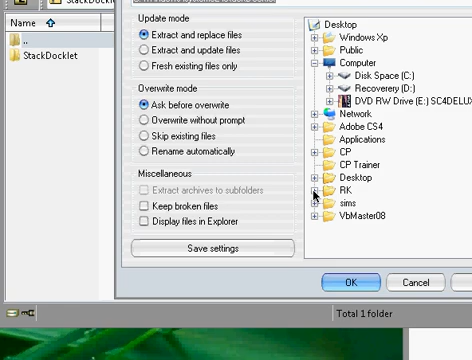 StackDockl
Name
..
StackDocklet
Update mode
Extract and replace files
Extract and update files
Fresh existing files only
Overwrite mode
Ask before overwrite
Overwrite without prompt
Skip existing files
Rename automatically
Miscellaneous
Extract archives to subfolders
Keep broken files
Display files in Explorer
Save settings
Desktop
Windows Xp
Public
Computer
Disk Space (C:)
Recovery (D:)
DVD RW Drive (E:) SC4DELUX
Network
Adobe CS4
Applications
CP
CP Trainer
Desktop
RK
sims
VbMaster08
OK
Cancel
Total 1 folder